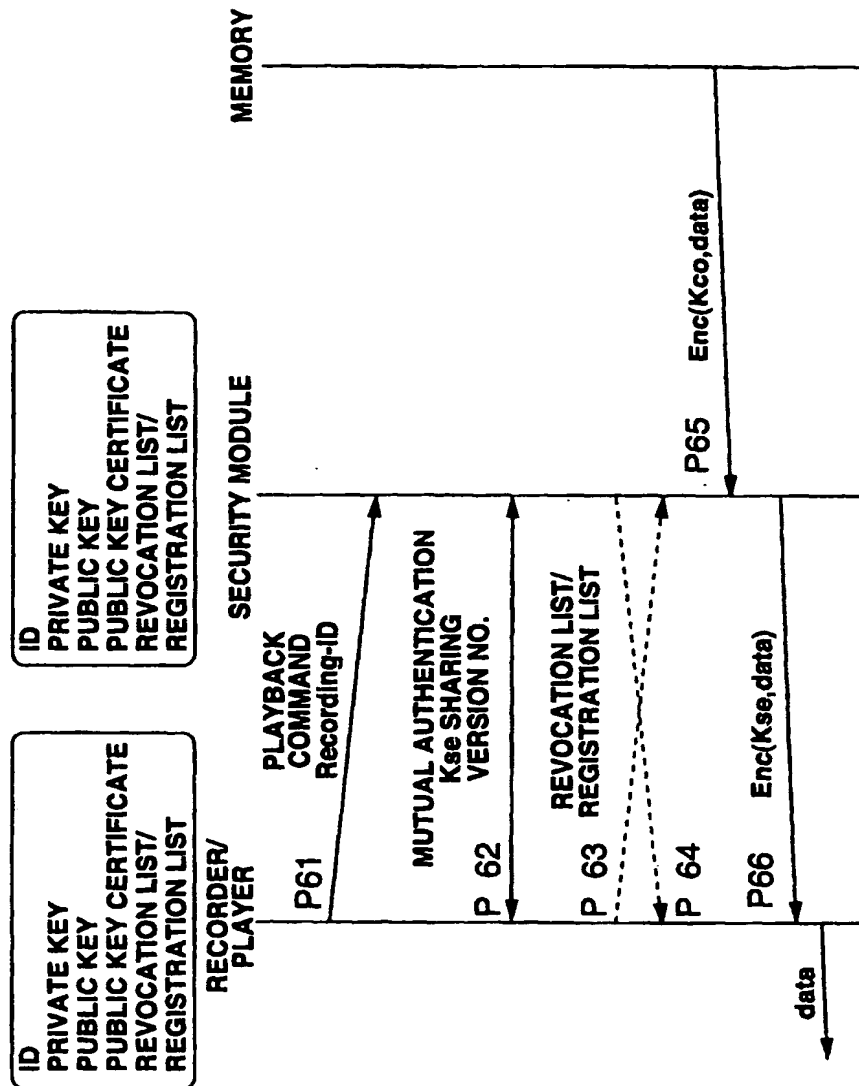 ID
PRIVATE KEY
PUBLIC KEY
PUBLIC KEY CERTIFICATE
REVOCATION LIST/
REGISTRATION LIST
ID
PRIVATE KEY
PUBLIC KEY
PUBLIC KEY CERTIFICATE
REVOCATION LIST/
REGISTRATION LIST
RECORDER/
PLAYER
SECURITY MODULE
MEMORY
P61
PLAYBACK
COMMAND
Recording-ID
P 62
MUTUAL AUTHENTICATION
Kse SHARING
VERSION NO.
P 63
REVOCATION LIST/
REGISTRATION LIST
P 64
P65
Enc(Kco,data)
P66
Enc(Kse,data)
data